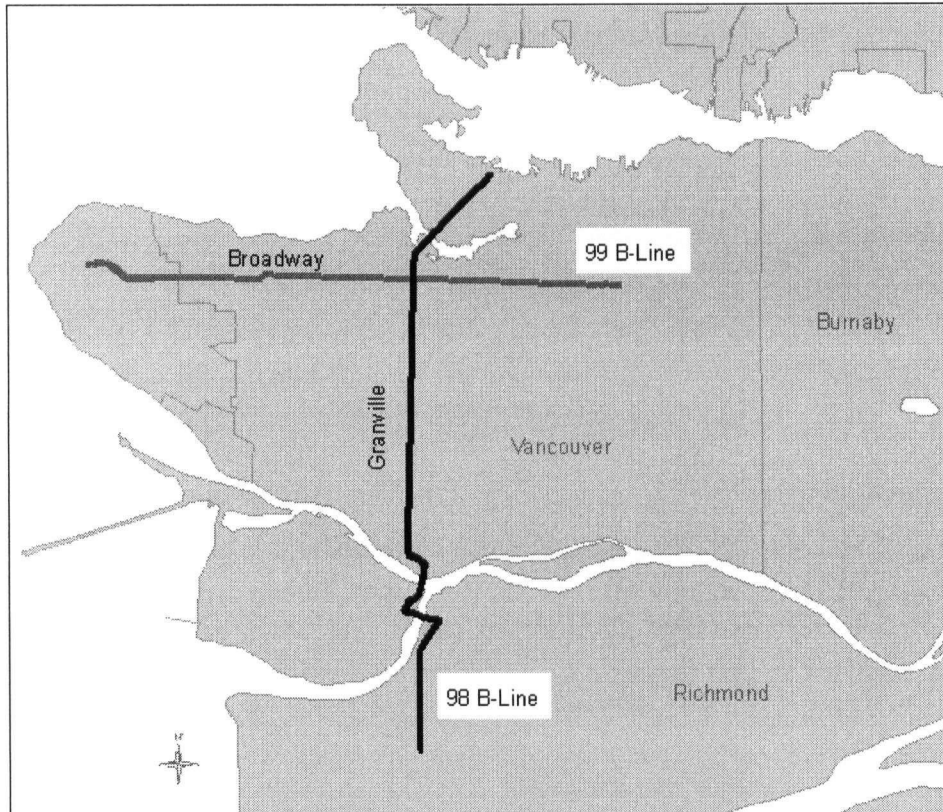 Broadway
99 B-Line
Burnaby
Granville
Vancouver
98 B-Line
Richmond
N